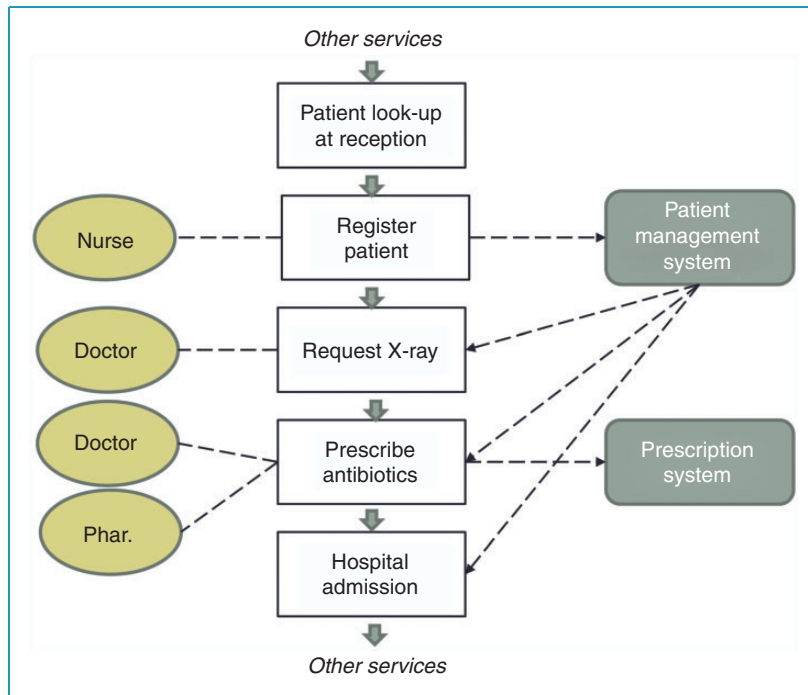 Other services
Patient look-up
at reception
Nurse
Register
patient
Patient
management
system
Doctor
Request X-ray
Doctor
Phar.
Prescribe
antibiotics
Prescription
system
Hospital
admission
Other services